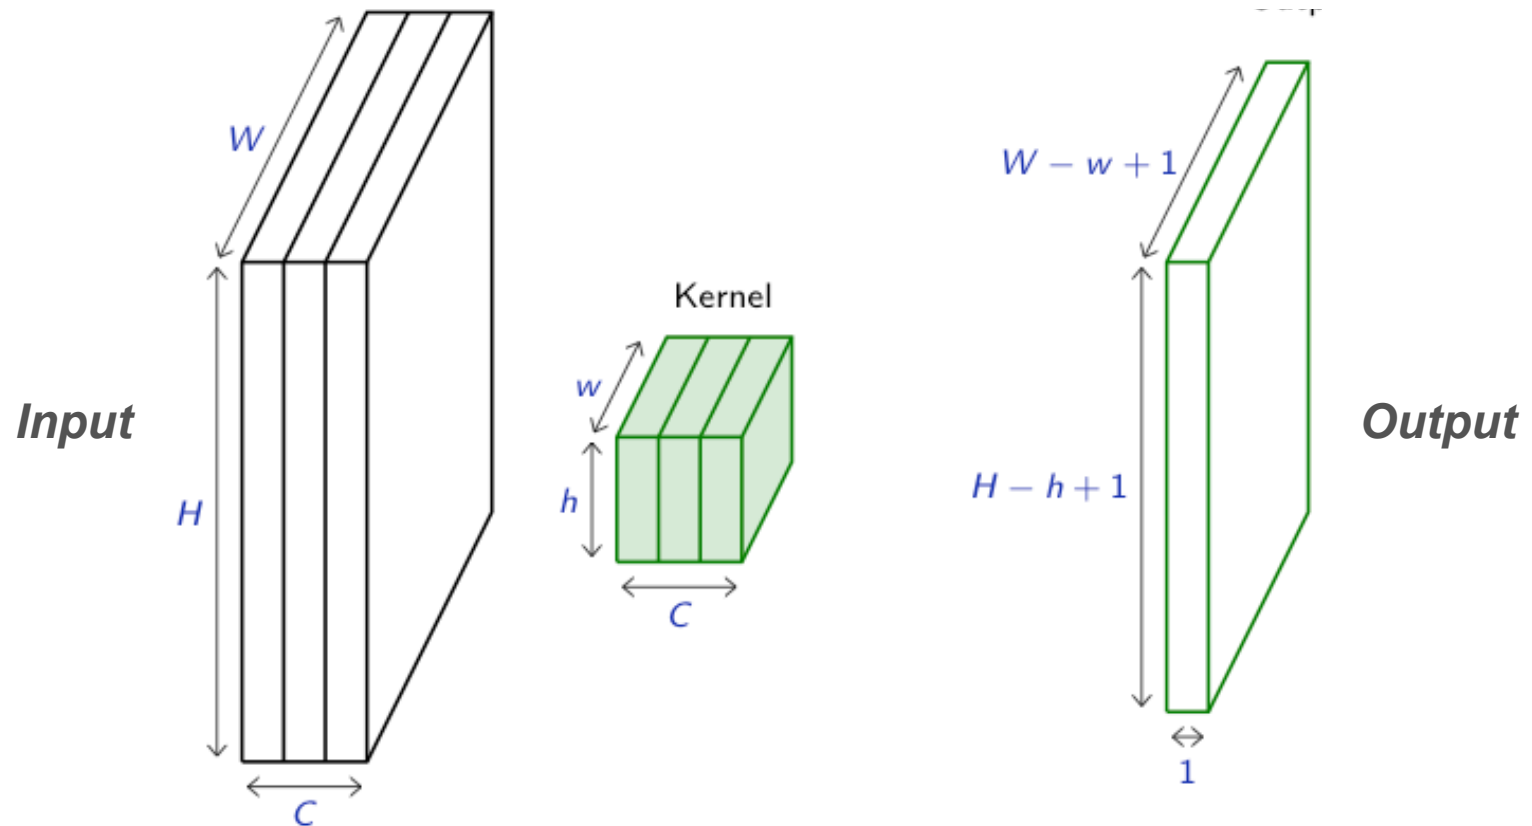 W
H
C
Input
Kernel
w
h
C
W − w + 1
H − h + 1
1
Output